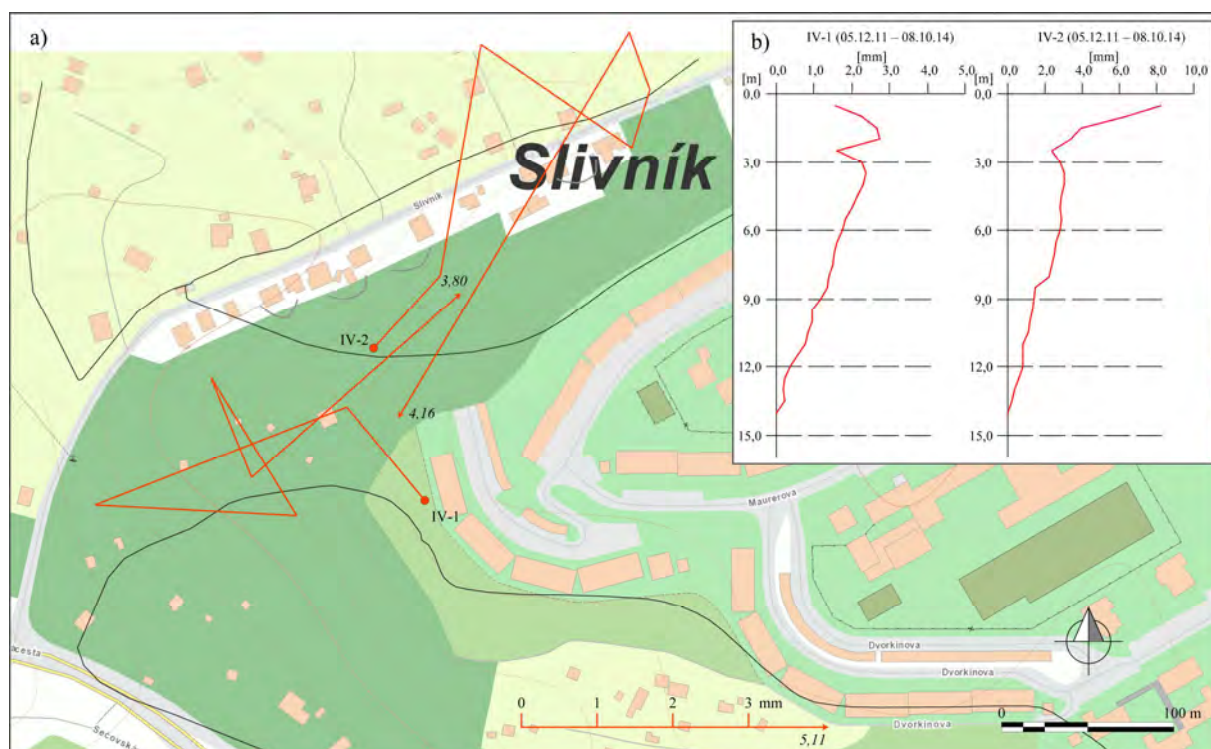 a)
Slivník
Slivník
3,80
IV-2
4,16
IV-1
Maurerova
Dvorkinova
Dvorkinova
Dvorkinova
acesta
Sečovsk
0 1 2 3 mm
5,11
0 100 m
b)
IV-1 (05.12.11 – 08.10.14)
[mm]
[m]
0,0 1,0 2,0 3,0 4,0 5,0
0,0
3,0
6,0
9,0
12,0
15,0
IV-2 (05.12.11 – 08.10.14)
[mm]
[m]
0,0 2,0 4,0 6,0 8,0 10,0
0,0
3,0
6,0
9,0
12,0
15,0